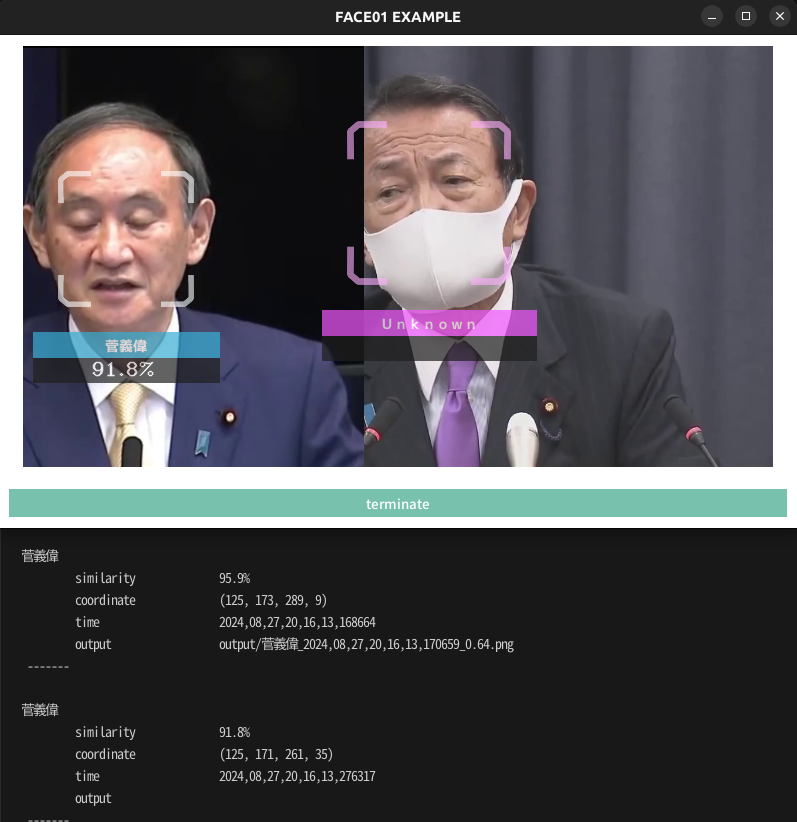 FACE01 EXAMPLE
菅義偉
91.8%
Unknown
terminate
菅義偉
similarity 95.9%
coordinate (125, 173, 289, 9)
time 2024,08,27,20,16,13,168664
output output/菅義偉_2024,08,27,20,16,13,170659_0.64.png
-------
菅義偉
similarity 91.8%
coordinate (125, 171, 261, 35)
time 2024,08,27,20,16,13,276317
output
-------